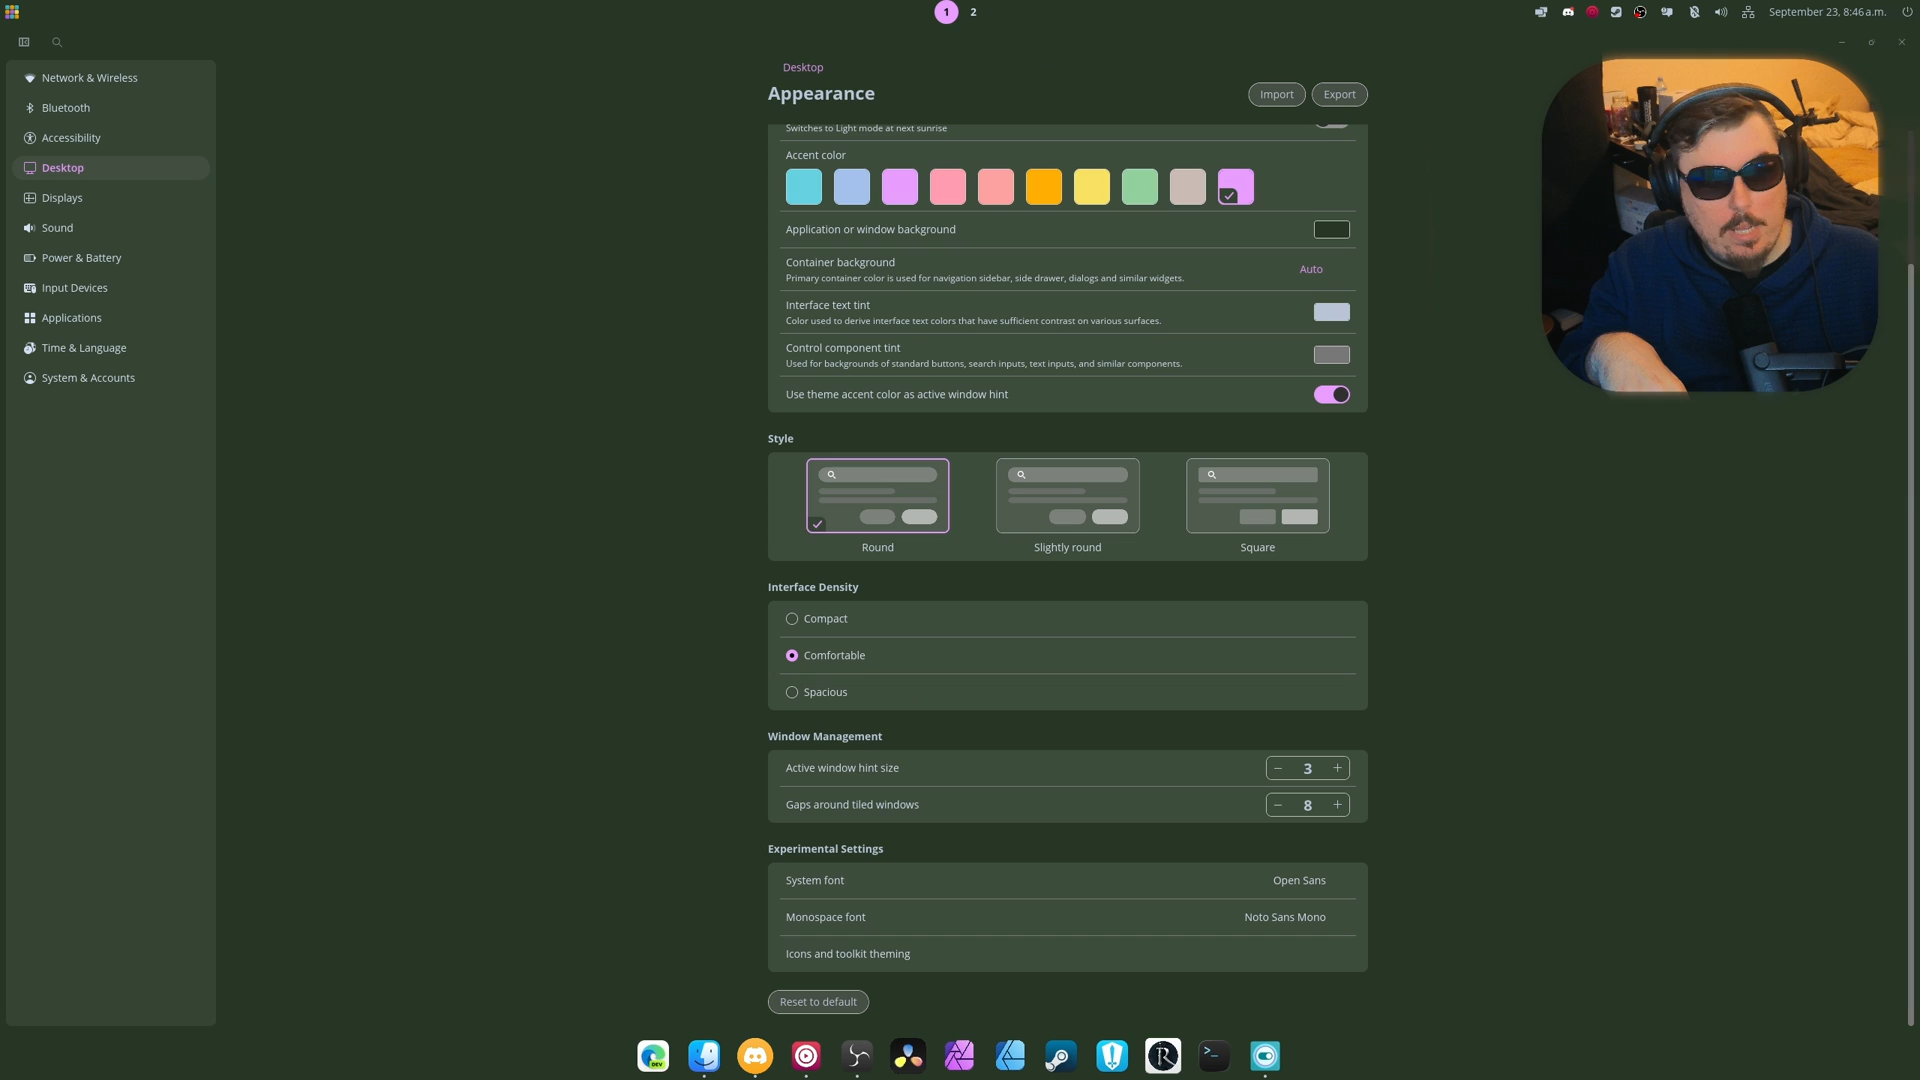 1
2
September 23, 8:46 a.m.
Network & Wireless
Bluetooth
Accessibility
Desktop
Displays
Sound
Power & Battery
Input Devices
Applications
Time & Language
System & Accounts
Desktop
Appearance
Import
Export
Switches to Light mode at next sunrise
Accent color
Application or window background
Container background
Auto
Primary container color is used for navigation sidebar, side drawer, dialogs and similar widgets.
Interface text tint
Color used to derive interface text colors that have sufficient contrast on various surfaces.
Control component tint
Used for backgrounds of standard buttons, search inputs, text inputs, and similar components.
Use theme accent color as active window hint
Style
Round
Slightly round
Square
Interface Density
Compact
Comfortable
Spacious
Window Management
Active window hint size
3
Gaps around tiled windows
8
Experimental Settings
System font
Open Sans
Monospace font
Noto Sans Mono
Icons and toolkit theming
Reset to default
DEV
R